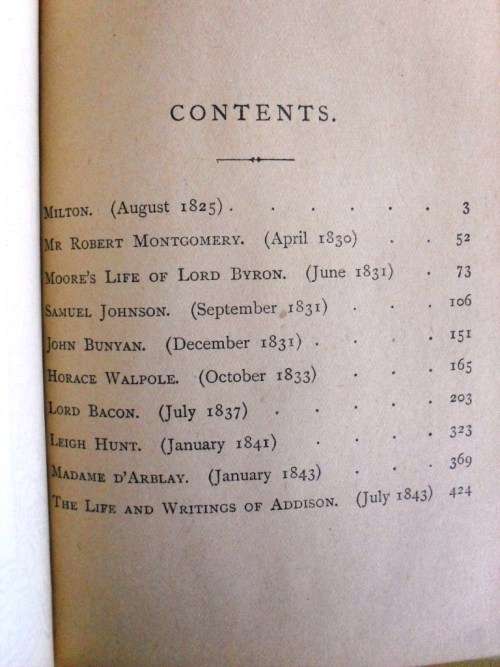 CONTENTS.
MILTON. (August 1825) . . . . . . 3
MR ROBERT MONTGOMERY. (April 1830) . . 52
MOORE'S LIFE OF LORD BYRON. (June 1831) . 73
SAMUEL JOHNSON. (September 1831) . . . 106
JOHN BUNYAN. (December 1831) . . . . 151
HORACE WALPOLE. (October 1833) . . . 165
LORD BACON. (July 1837) . . . . . 203
LEIGH HUNT. (January 1841) . . . . 323
MADAME D'ARBLAY. (January 1843) . . . 369
THE LIFE AND WRITINGS OF ADDISON. (July 1843) 424